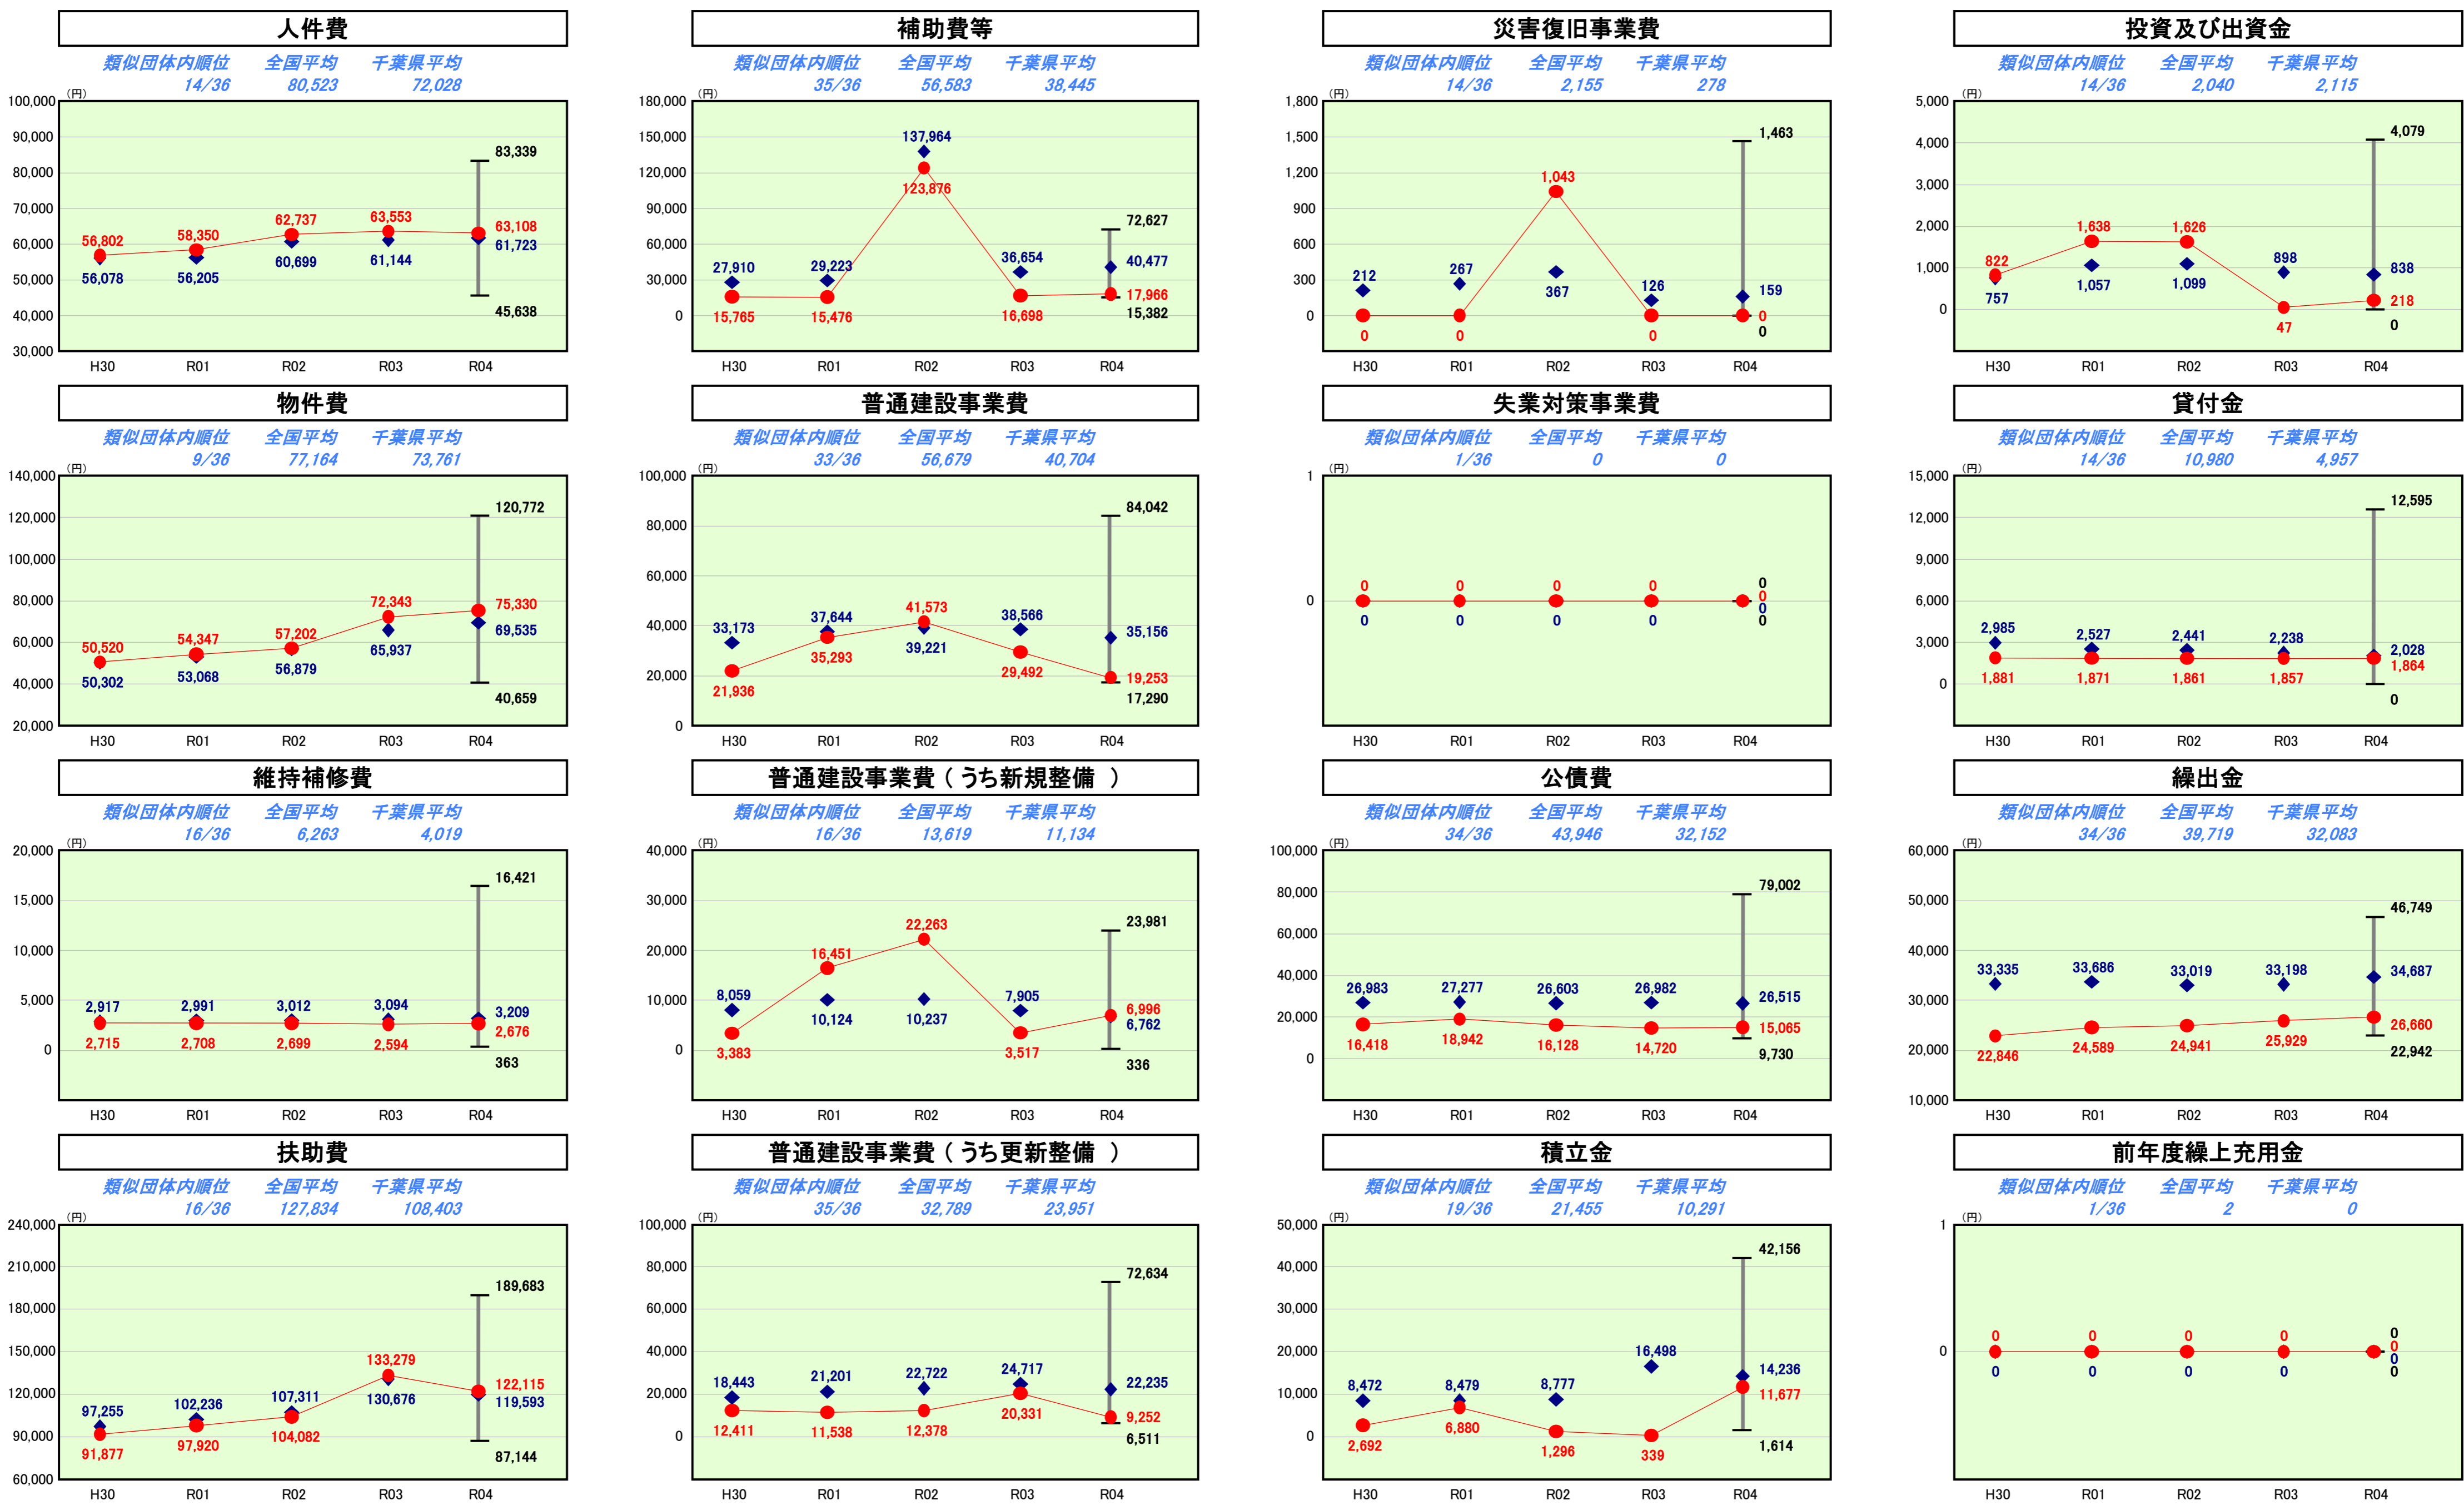 人件費
類似団体内順位 全国平均 千葉県平均
14/36 80,523 72,028
(円)
100,000
90,000
80,000
70,000
60,000
50,000
40,000
30,000
83,339
56,802 58,350 62,737 63,553 63,108
56,078 56,205 60,699 61,144 61,723
45,638
H30 R01 R02 R03 R04
補助費等
類似団体内順位 全国平均 千葉県平均
35/36 56,583 38,445
(円)
180,000
150,000
120,000
90,000
60,000
30,000
0
72,627
27,910 29,223 137,964 36,654 40,477
15,765 15,476 123,876 16,698 17,966
15,382
H30 R01 R02 R03 R04
災害復旧事業費
類似団体内順位 全国平均 千葉県平均
14/36 2,155 278
(円)
1,800
1,500
1,200
900
600
300
0
1,463
212 267 1,043 126 159
0 0 367 0 0
0
H30 R01 R02 R03 R04
投資及び出資金
類似団体内順位 全国平均 千葉県平均
14/36 2,040 2,115
(円)
5,000
4,000
3,000
2,000
1,000
0
4,079
822 1,638 1,626 898 838
757 1,057 1,099 47 218
0
H30 R01 R02 R03 R04
物件費
類似団体内順位 全国平均 千葉県平均
9/36 77,164 73,761
(円)
140,000
120,000
100,000
80,000
60,000
40,000
20,000
120,772
50,520 54,347 57,202 72,343 75,330
50,302 53,068 56,879 65,937 69,535
40,659
H30 R01 R02 R03 R04
普通建設事業費
類似団体内順位 全国平均 千葉県平均
33/36 56,679 40,704
(円)
100,000
80,000
60,000
40,000
20,000
0
84,042
33,173 37,644 41,573 38,566 35,156
21,936 35,293 39,221 29,492 19,253
17,290
H30 R01 R02 R03 R04
失業対策事業費
類似団体内順位 全国平均 千葉県平均
1/36 0 0
(円)
1
0
0
0 0 0 0 0
0 0 0 0 0
0
H30 R01 R02 R03 R04
貸付金
類似団体内順位 全国平均 千葉県平均
14/36 10,980 4,957
(円)
15,000
12,000
9,000
6,000
3,000
0
12,595
2,985 2,527 2,441 2,238 2,028
1,881 1,871 1,861 1,857 1,864
0
H30 R01 R02 R03 R04
維持補修費
類似団体内順位 全国平均 千葉県平均
16/36 6,263 4,019
(円)
20,000
15,000
10,000
5,000
0
16,421
2,917 2,991 3,012 3,094 3,209
2,715 2,708 2,699 2,594 2,676
363
H30 R01 R02 R03 R04
普通建設事業費（うち新規整備 ）
類似団体内順位 全国平均 千葉県平均
16/36 13,619 11,134
(円)
40,000
30,000
20,000
10,000
0
23,981
8,059 16,451 22,263 7,905 6,996
3,383 10,124 10,237 3,517 6,762
336
H30 R01 R02 R03 R04
公債費
類似団体内順位 全国平均 千葉県平均
34/36 43,946 32,152
(円)
100,000
80,000
60,000
40,000
20,000
0
79,002
26,983 27,277 26,603 26,982 26,515
16,418 18,942 16,128 14,720 15,065
9,730
H30 R01 R02 R03 R04
繰出金
類似団体内順位 全国平均 千葉県平均
34/36 39,719 32,083
(円)
60,000
50,000
40,000
30,000
20,000
10,000
46,749
33,335 33,686 33,019 33,198 34,687
22,846 24,589 24,941 25,929 26,660
22,942
H30 R01 R02 R03 R04
扶助費
類似団体内順位 全国平均 千葉県平均
16/36 127,834 108,403
(円)
240,000
210,000
180,000
150,000
120,000
90,000
60,000
189,683
97,255 102,236 107,311 133,279 122,115
91,877 97,920 104,082 130,676 119,593
87,144
H30 R01 R02 R03 R04
普通建設事業費（うち更新整備 ）
類似団体内順位 全国平均 千葉県平均
35/36 32,789 23,951
(円)
100,000
80,000
60,000
40,000
20,000
0
72,634
18,443 21,201 22,722 24,717 22,235
12,411 11,538 12,378 20,331 9,252
6,511
H30 R01 R02 R03 R04
積立金
類似団体内順位 全国平均 千葉県平均
19/36 21,455 10,291
(円)
50,000
40,000
30,000
20,000
10,000
0
42,156
8,472 8,479 8,777 16,498 14,236
2,692 6,880 1,296 339 11,677
1,614
H30 R01 R02 R03 R04
前年度繰上充用金
類似団体内順位 全国平均 千葉県平均
1/36 2 0
(円)
1
0
0
0 0 0 0 0
0 0 0 0 0
0
H30 R01 R02 R03 R04